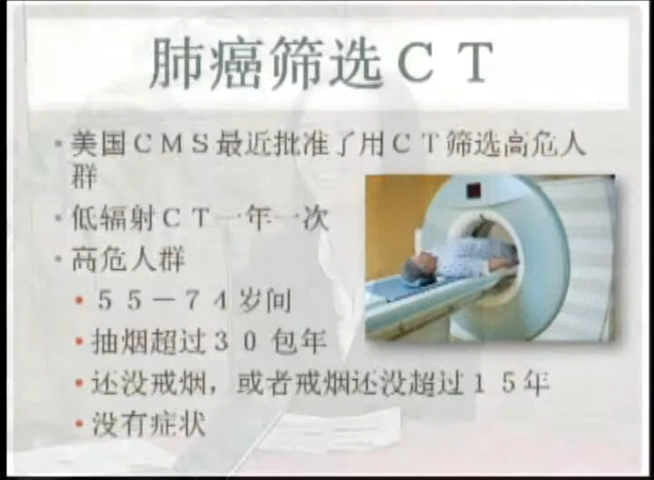 肺癌筛选ＣＴ
• 美国ＣＭＳ最近批准了用ＣＴ筛选高危人
群
• 低辐射ＣＴ一年一次
• 高危人群
• ５５－７４岁间
• 抽烟超过３０包年
• 还没戒烟，或者戒烟还没超过１５年
• 没有症状